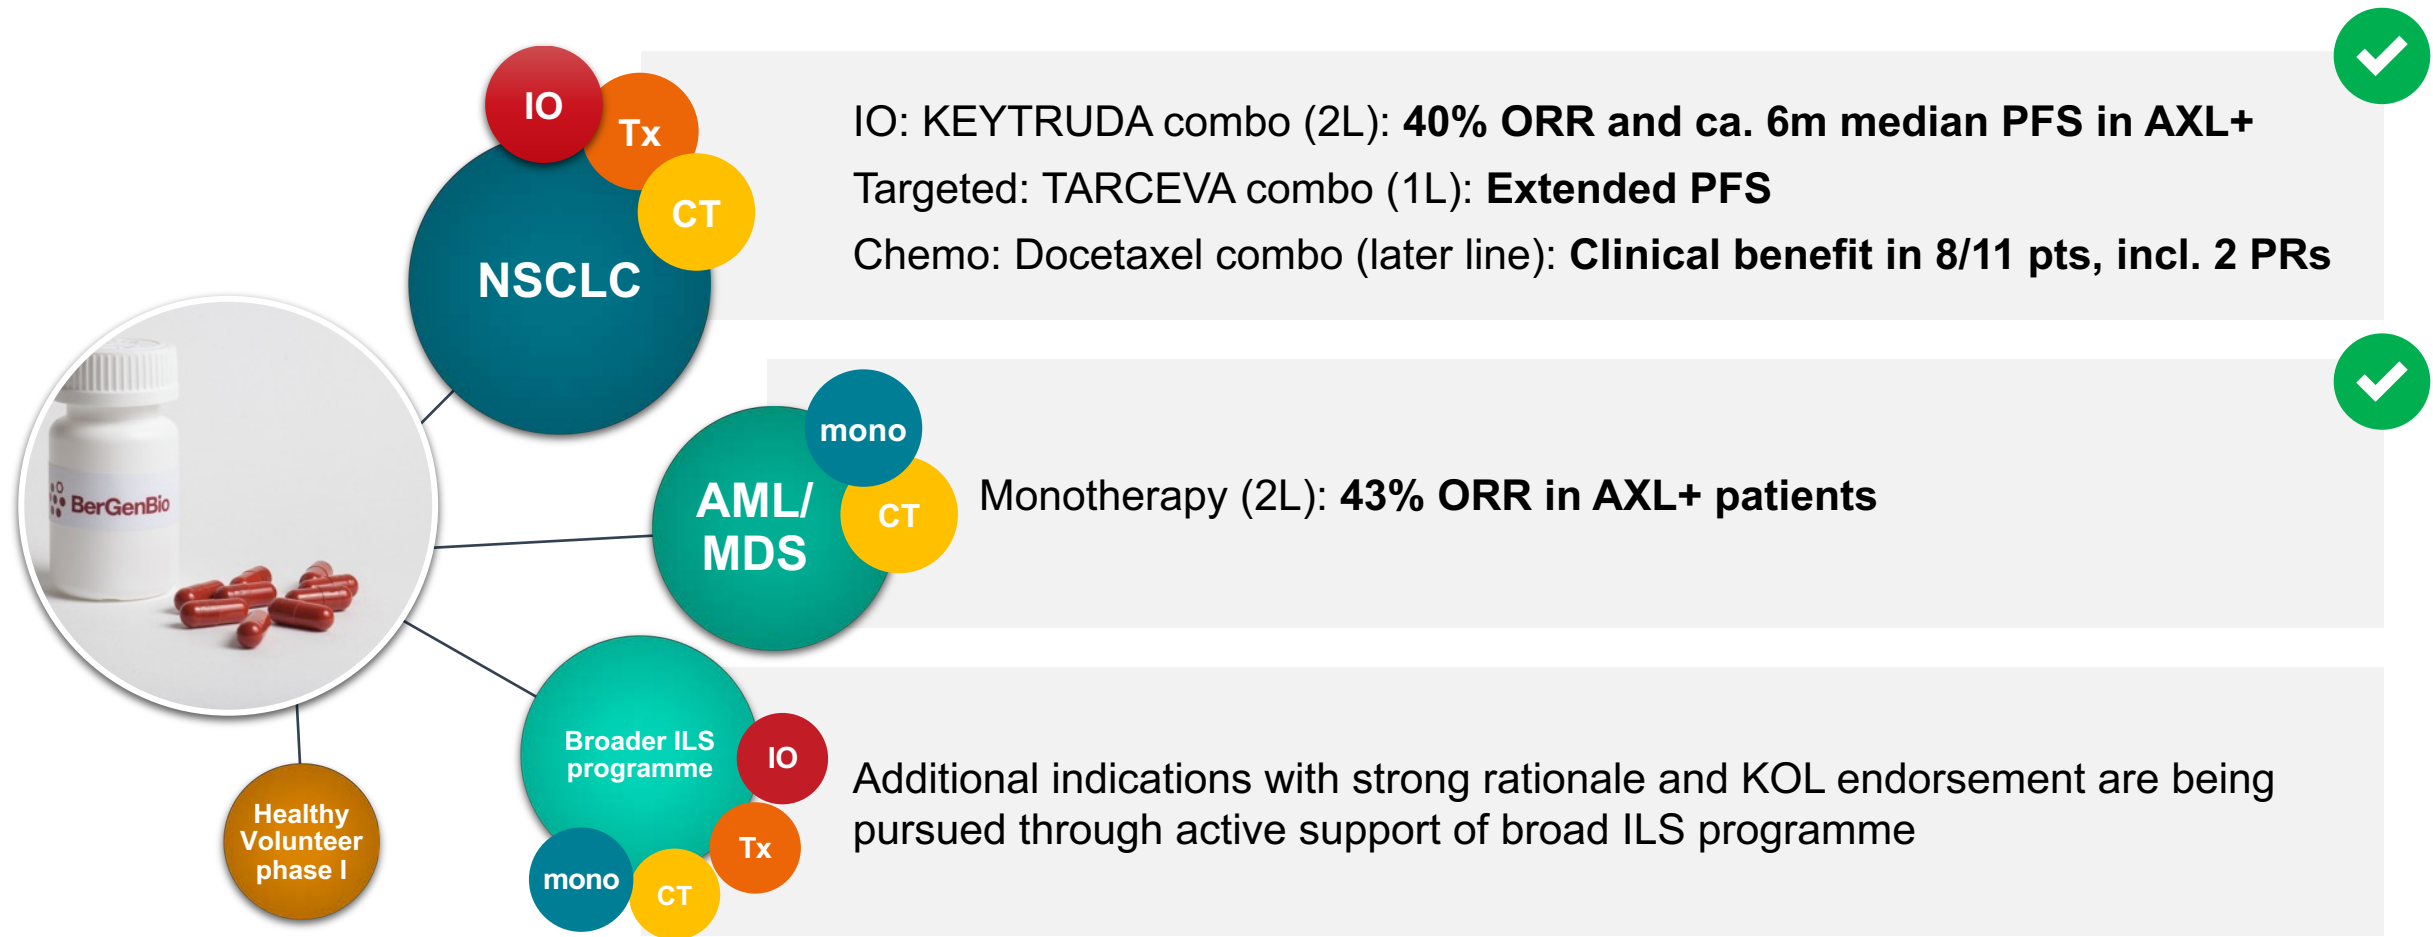 IO
Tx
CT
NSCLC
IO: KEYTRUDA combo (2L): 40% ORR and ca. 6m median PFS in AXL+
Targeted: TARCEVA combo (1L): Extended PFS
Chemo: Docetaxel combo (later line): Clinical benefit in 8/11 pts, incl. 2 PRs
BerGenBio
mono
CT
AML/
MDS
Monotherapy (2L): 43% ORR in AXL+ patients
Broader ILS
programme
IO
Tx
CT
mono
Additional indications with strong rationale and KOL endorsement are being
pursued through active support of broad ILS programme
Healthy
Volunteer
phase I